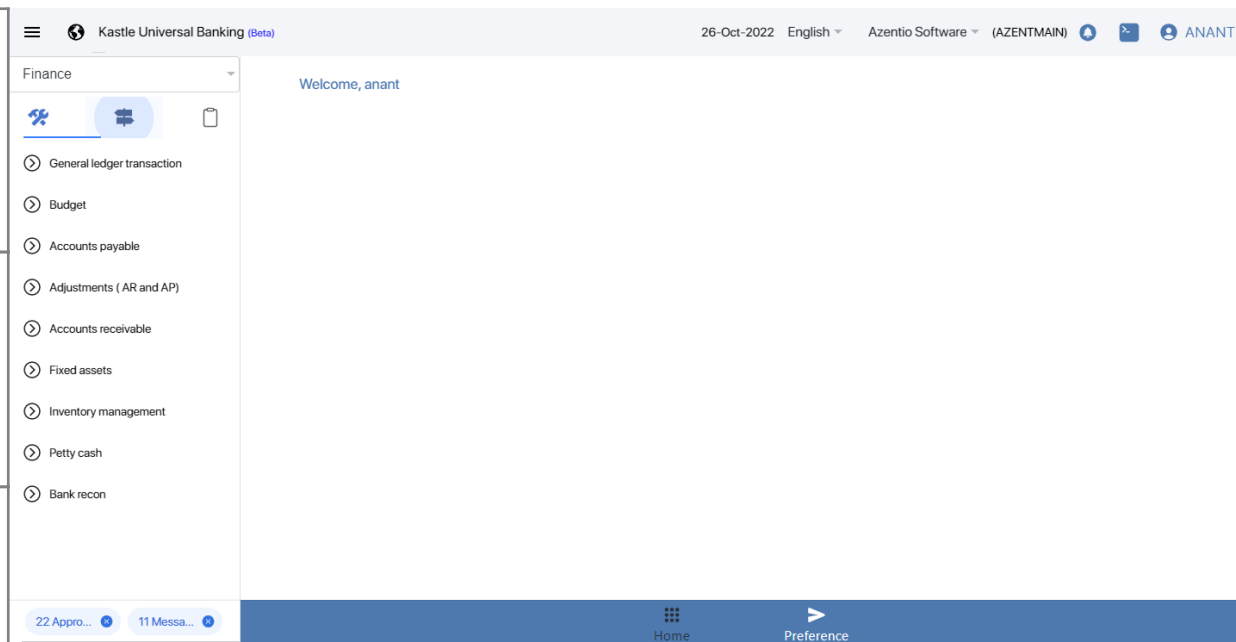 Kastle Universal Banking (Beta) 26-Oct-2022 English Azentio Software (AZENTMAIN) ANANT
Finance
Welcome, anant
General ledger transaction
Budget
Accounts payable
Adjustments ( AR and AP)
Accounts receivable
Fixed assets
Inventory management
Petty cash
Bank recon
22 Appro... 11 Messa...
Home Preference